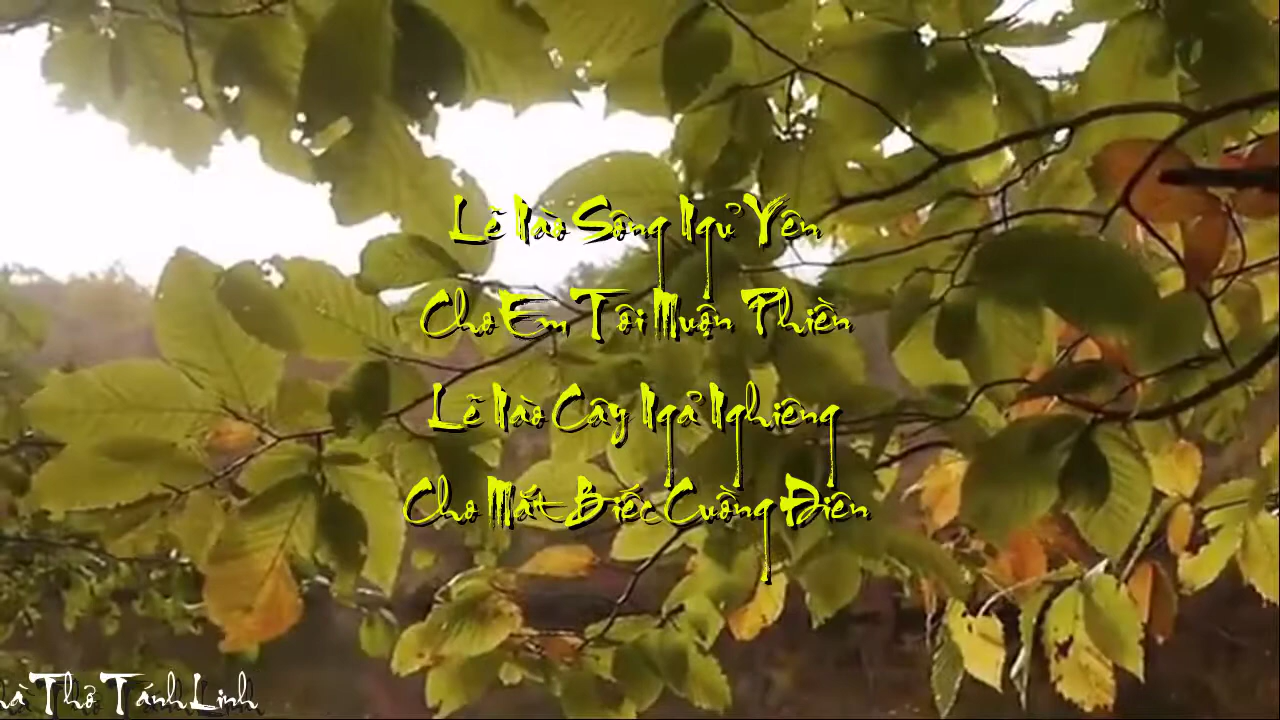 Lẽ Nào Sông Ngủ Yên
Cho Em Tôi Muộn Phiền
Lẽ Nào Cây Ngả Nghiêng
Cho Mắt Biếc Cuồng Điên
Thơ Tánh Linh